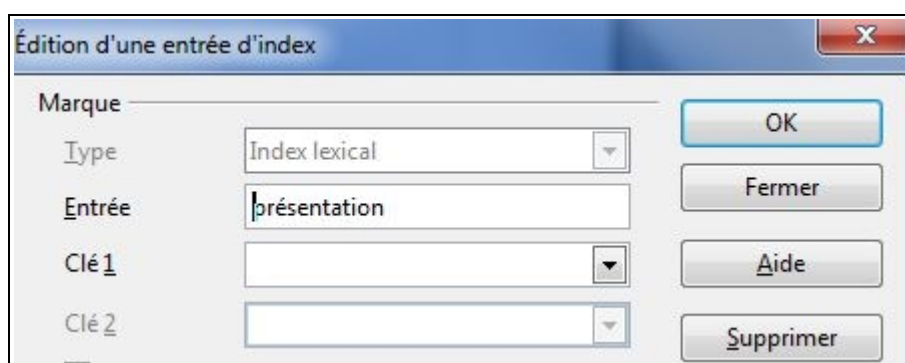 Édition d'une entrée d'index
Marque
OK
Type Index lexical
Fermer
Entrée présentation
Clé 1
Aide
Clé 2
Supprimer